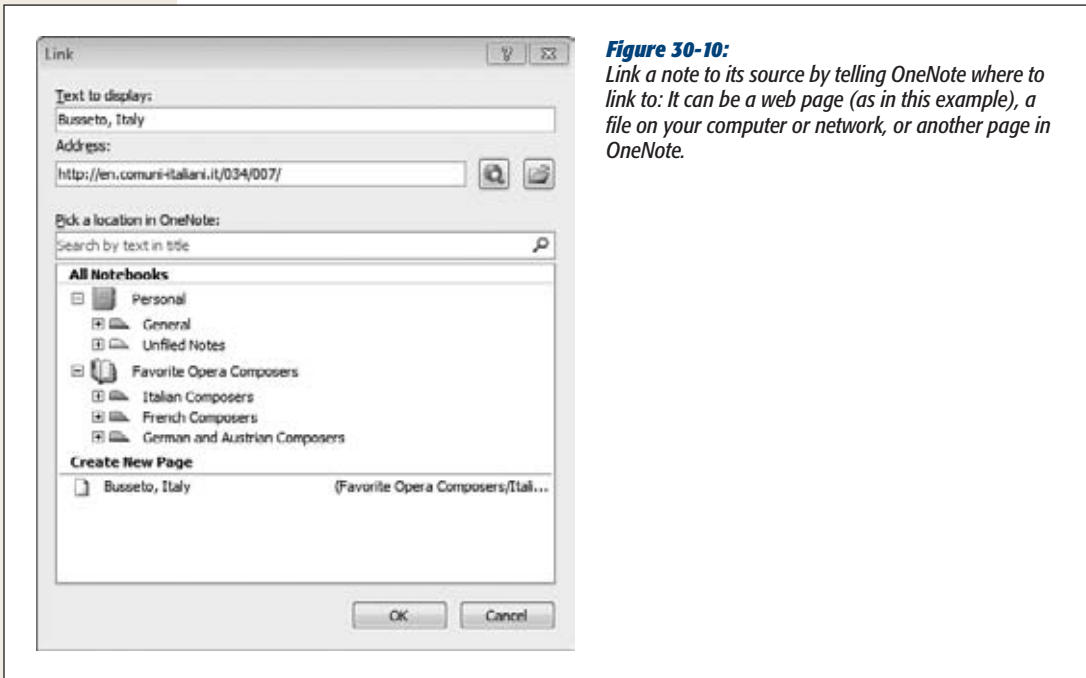 Link
Text to display:
Busseto, Italy
Address:
http://en.comuni-italiani.it/034/007/
Pick a location in OneNote:
Search by text in title
All Notebooks
Personal
General
Unfiled Notes
Favorite Opera Composers
Italian Composers
French Composers
German and Austrian Composers
Create New Page
Busseto, Italy (Favorite Opera Composers/Itali...
OK Cancel
Figure 30-10:
Link a note to its source by telling OneNote where to
link to: It can be a web page (as in this example), a
file on your computer or network, or another page in
OneNote.